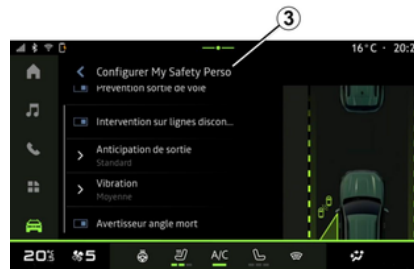 3
16°C · 20:2
Configurer My Safety Perso
Prévention sortie de voie
Intervention sur lignes discon...
Anticipation de sortie
Standard
Vibration
Moyenne
Avertisseur angle mort
20⁵ 5 A/C